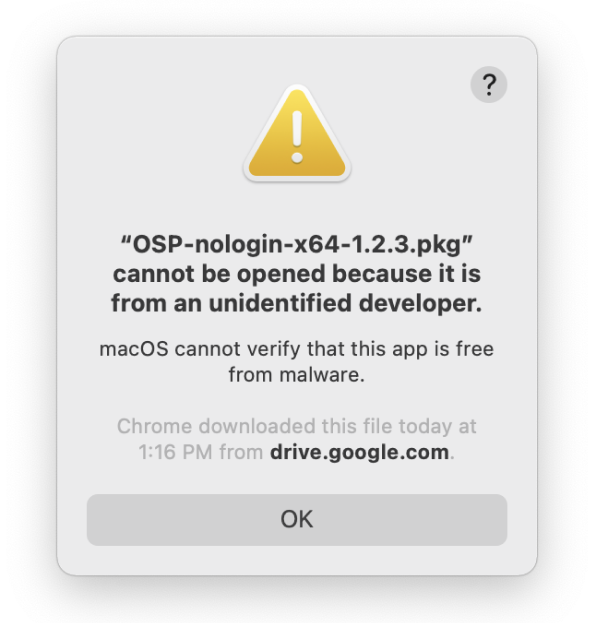 ?
“OSP-nologin-x64-1.2.3.pkg”
cannot be opened because it is
from an unidentified developer.
macOS cannot verify that this app is free
from malware.
Chrome downloaded this file today at
1:16 PM from drive.google.com.
OK